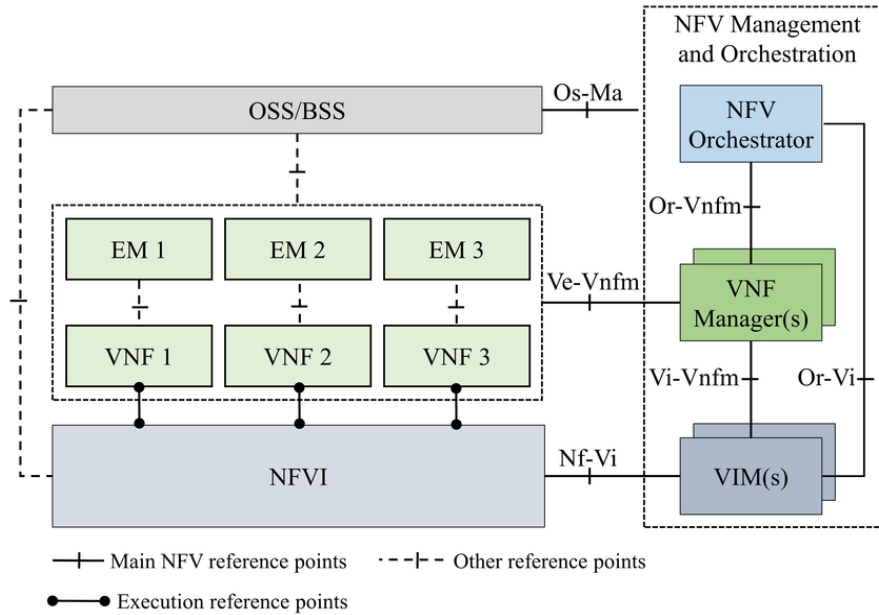 NFV Management
and Orchestration
OSS/BSS
Os-Ma
NFV
Orchestrator
Or-Vnfm
EM 1
EM 2
EM 3
Ve-Vnfm
VNF
Manager(s)
VNF 1
VNF 2
VNF 3
Vi-Vnfm
Or-Vi
NFVI
Nf-Vi
VIM(s)
Main NFV reference points
Other reference points
Execution reference points